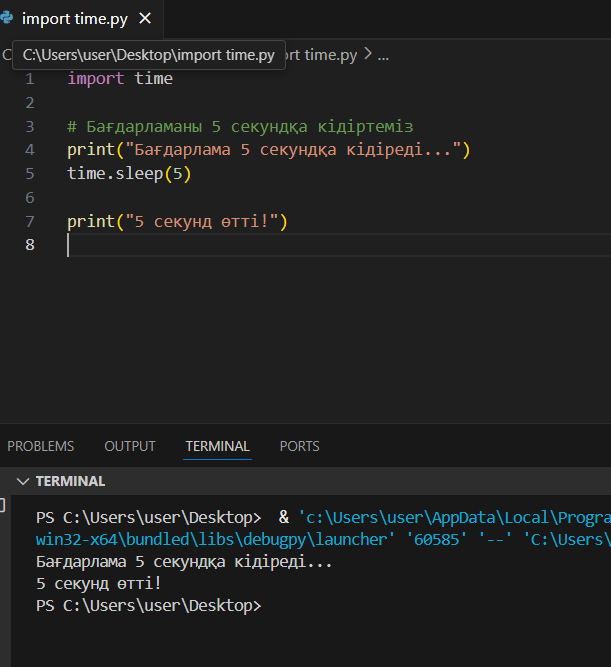 import time.py
C:\Users\user\Desktop\import time.py
time.py > ...
1 import time
2
3 # Бағдарламаны 5 секундқа кідіртеміз
4 print("Бағдарлама 5 секундқа кідіреді...")
5 time.sleep(5)
6
7 print("5 секунд өтті!")
8
PROBLEMS OUTPUT TERMINAL PORTS
TERMINAL
PS C:\Users\user\Desktop> & 'c:\Users\user\AppData\Local\Progra
win32-x64\bundled\libs\debugpy\launcher' '60585' '--' 'C:\Users\
Бағдарлама 5 секундқа кідіреді...
5 секунд өтті!
PS C:\Users\user\Desktop>